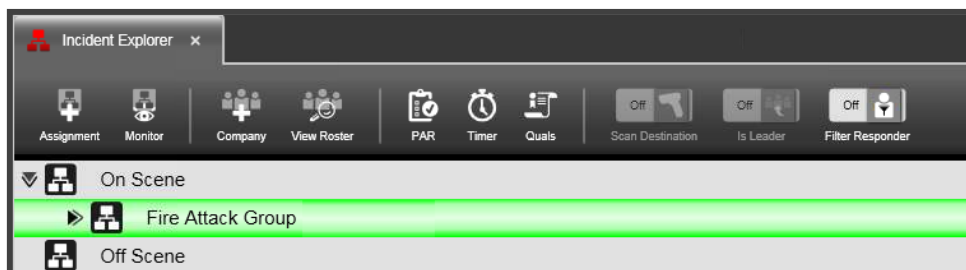 Incident Explorer ×
Off Off Off
Assignment Monitor Company View Roster PAR Timer Quals Scan Destination Is Leader Filter Responder
On Scene
Fire Attack Group
Off Scene